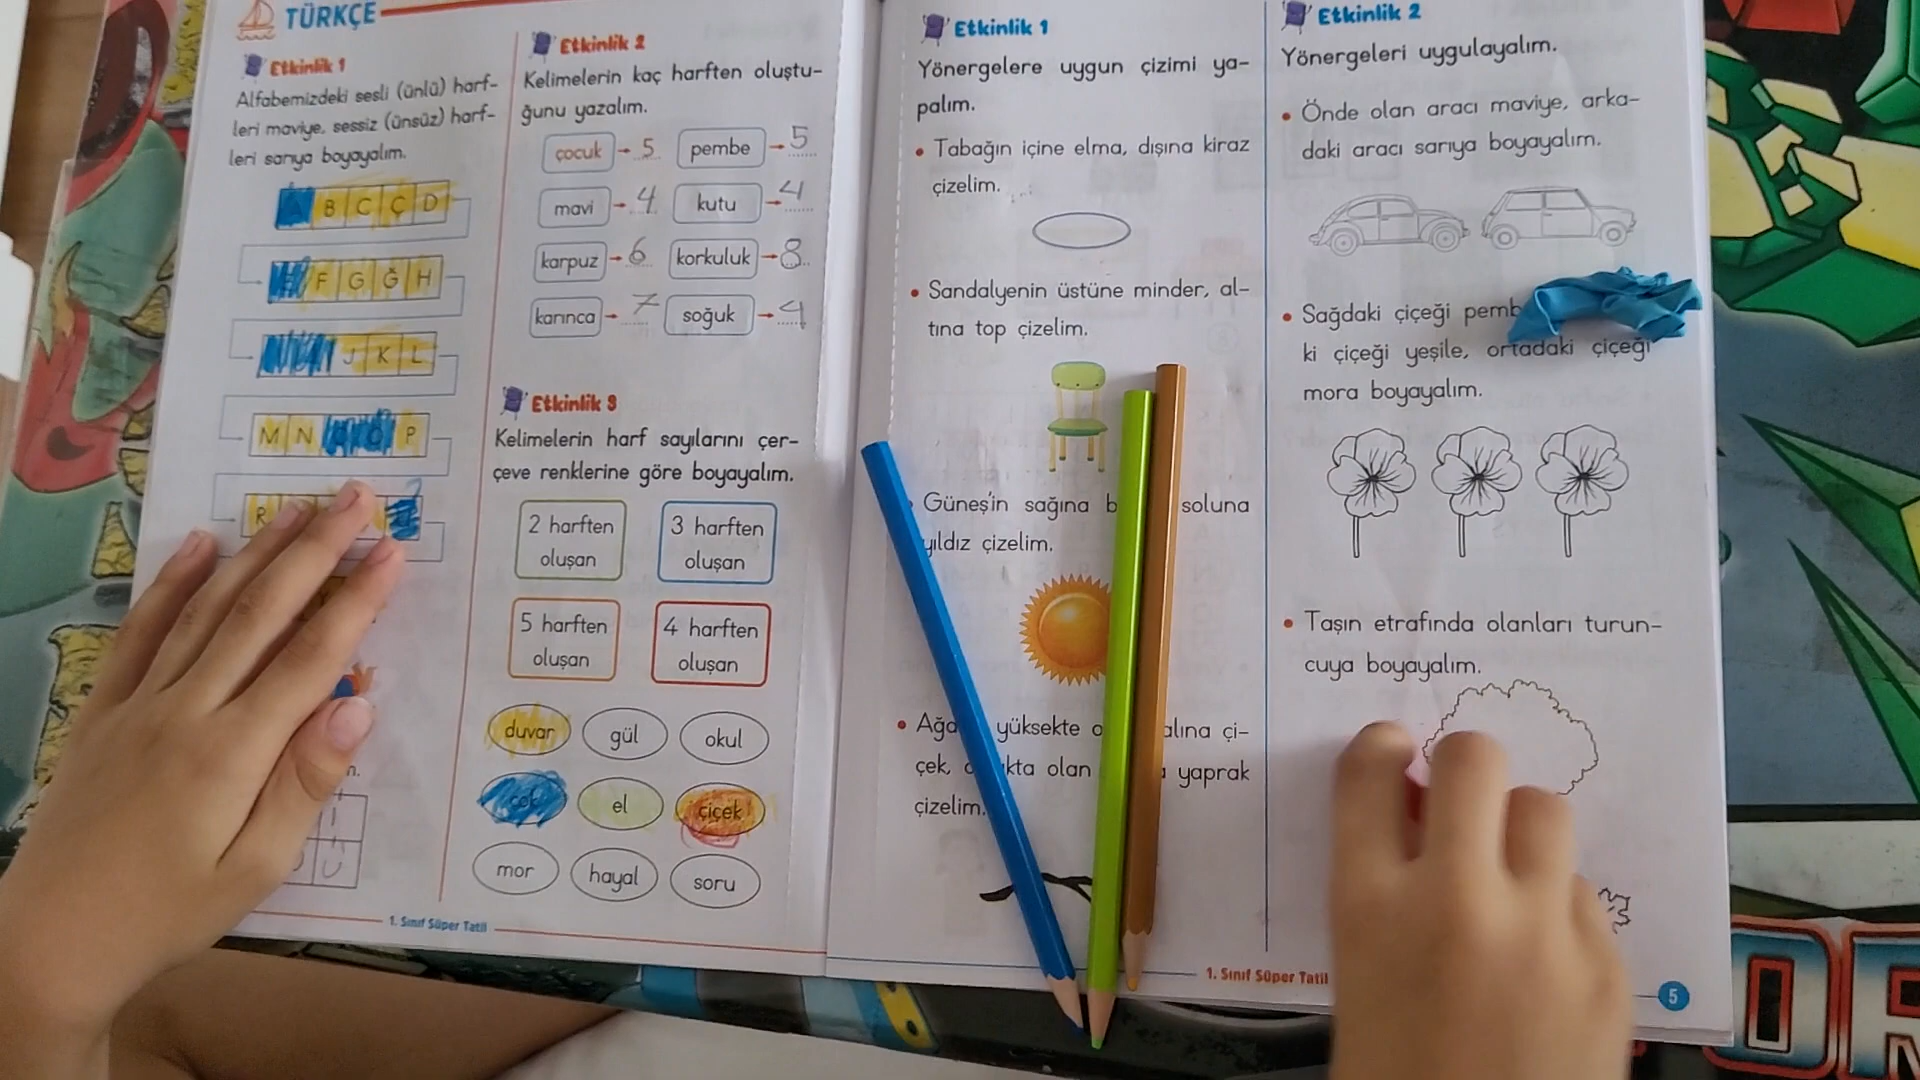 TÜRKÇE
Etkinlik 1
Alfabemizdeki sesli (ünlü) harf-
leri maviye, sessiz (ünsüz) harf-
leri sarıya boyayalım.
A B C Ç D
F G Ğ H
J K L
M N O Ö P
R
n.
Etkinlik 2
Kelimelerin kaç harften oluştu-
ğunu yazalım.
çocuk → 5 pembe → 5
mavi → 4 kutu → 4
karpuz → 6 korkuluk → 8
karınca → 7 soğuk → 4
Etkinlik 3
Kelimelerin harf sayılarını çer-
çeve renklerine göre boyayalım.
2 harften
oluşan
3 harften
oluşan
5 harften
oluşan
4 harften
oluşan
duvar gül okul
çok el çiçek
mor hayal soru
1. Sınıf Süper Tatil
Etkinlik 1
Yönergelere uygun çizimi ya-
palım.
• Tabağın içine elma, dışına kiraz
çizelim.
• Sandalyenin üstüne minder, al-
tına top çizelim.
Güneş'in sağına soluna
yıldız çizelim.
• yüksekte alına çi-
çek, olan yaprak
çizelim.
1. Sınıf Süper Tatil
Etkinlik 2
Yönergeleri uygulayalım.
• Önde olan aracı maviye, arka-
daki aracı sarıya boyayalım.
• Sağdaki çiçeği pemb
ki çiçeği yeşile, ortadaki çiçeği
mora boyayalım.
• Taşın etrafında olanları turun-
cuya boyayalım.
5